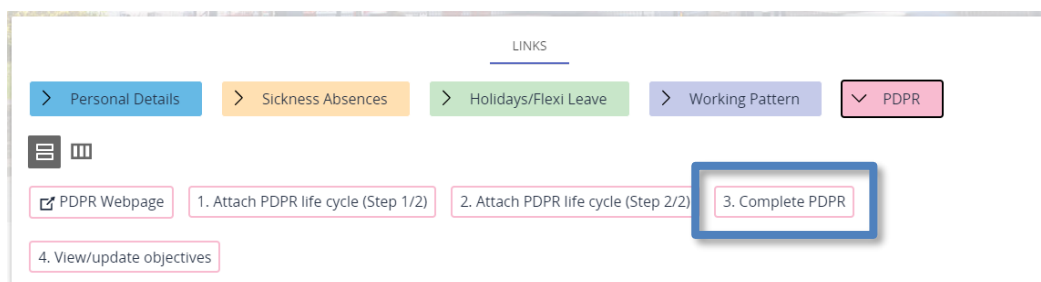 LINKS
Personal Details Sickness Absences Holidays/Flexi Leave Working Pattern PDPR
PDPR Webpage 1. Attach PDPR life cycle (Step 1/2) 2. Attach PDPR life cycle (Step 2/2) 3. Complete PDPR
4. View/update objectives